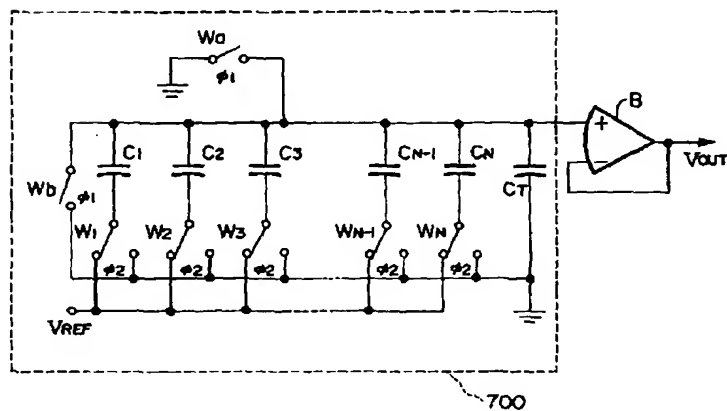 Wa
φ1
B
+
−
VOUT
C1 C2 C3 CN-1 CN CT
Wb φ1
W1 W2 W3 WN-1 WN
φ2 φ2 φ2 φ2 φ2
VREF
700